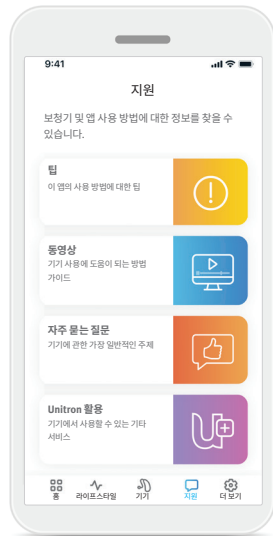 9:41
지원
보청기 및 앱 사용 방법에 대한 정보를 찾을 수
있습니다.
팁
이 앱의 사용 방법에 대한 팁
동영상
기기 사용에 도움이 되는 방법
가이드
자주 묻는 질문
기기에 관한 가장 일반적인 주제
Unitron 활용
기기에서 사용할 수 있는 기타
서비스
홈 라이프스타일 기기 지원 더 보기